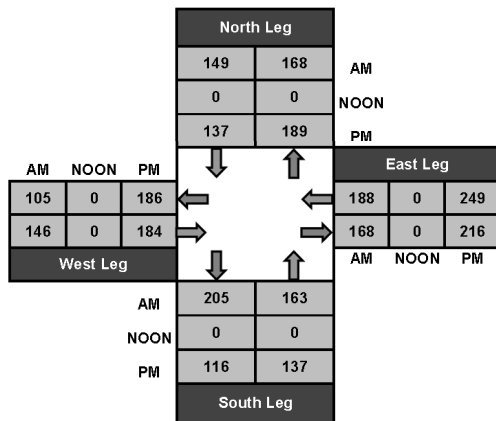 North Leg
149 168 AM
0 0 NOON
137 189 PM
AM NOON PM East Leg
105 0 186 188 0 249
146 0 184 168 0 216
West Leg AM NOON PM
AM 205 163
NOON 0 0
PM 116 137
South Leg